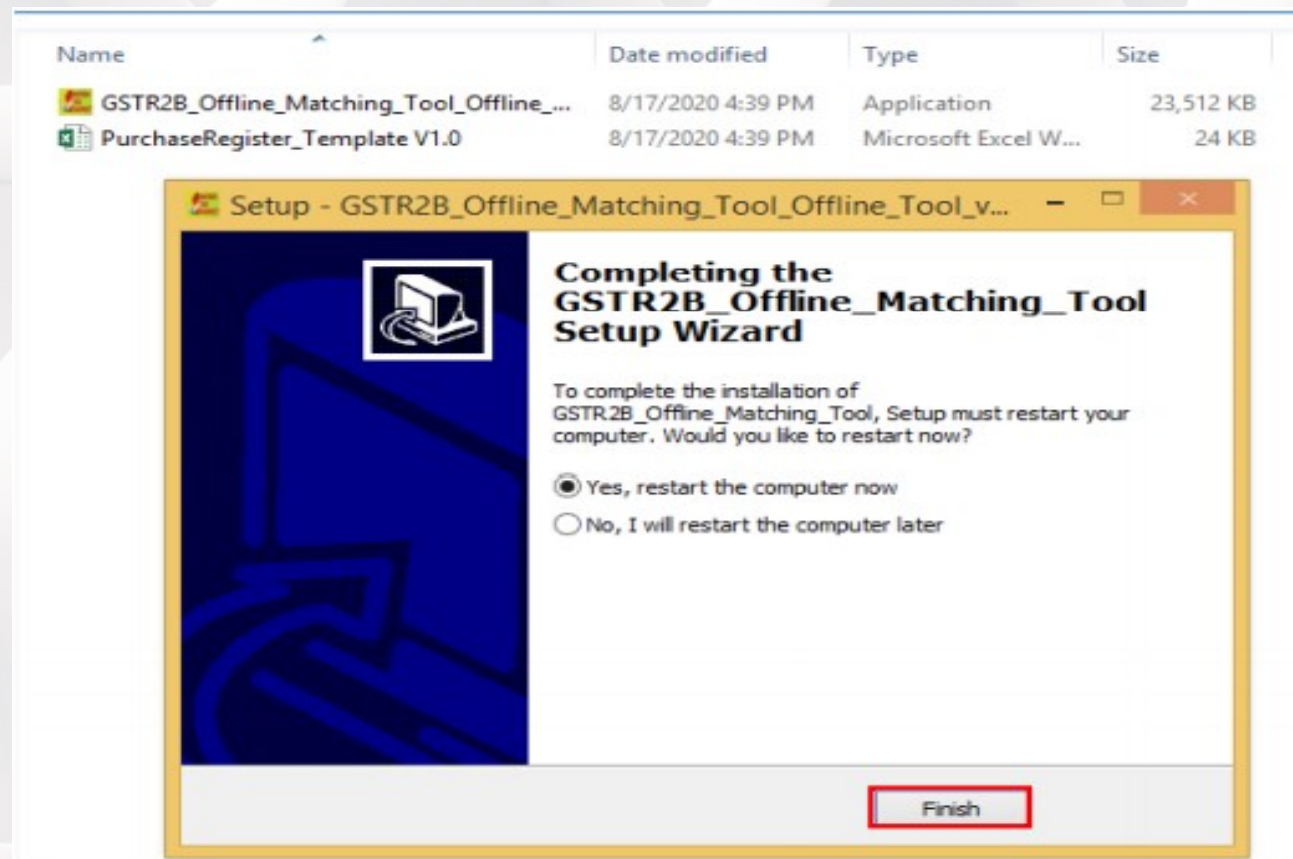 Name Date modified Type Size
GSTR2B_Offline_Matching_Tool_Offline_... 8/17/2020 4:39 PM Application 23,512 KB
PurchaseRegister_Template V1.0 8/17/2020 4:39 PM Microsoft Excel W... 24 KB
Setup - GSTR2B_Offline_Matching_Tool_Offline_Tool_v...
Completing the
GSTR2B_Offline_Matching_Tool
Setup Wizard
To complete the installation of
GSTR2B_Offline_Matching_Tool, Setup must restart your
computer. Would you like to restart now?
Yes, restart the computer now
No, I will restart the computer later
Finish